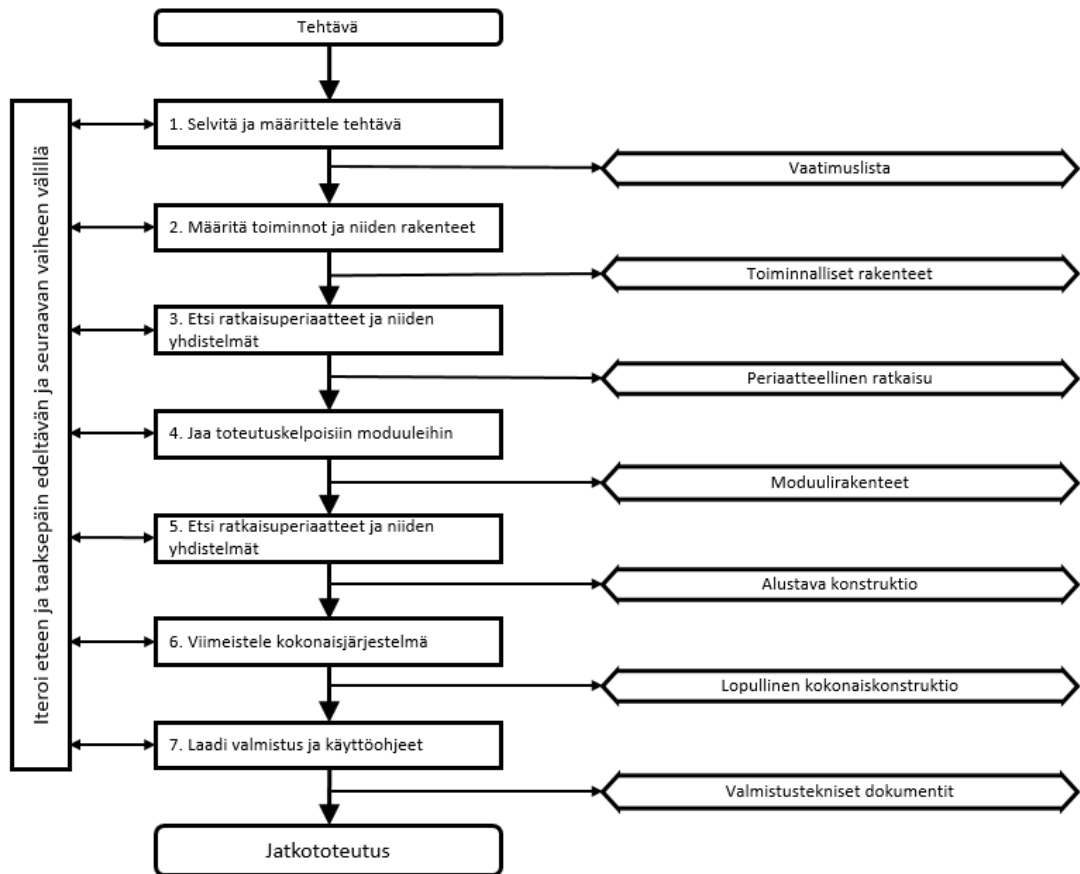 Tehtävä
Iteroi eteen ja taaksepäin edeltävän ja seuraavan vaiheen välillä
1. Selvitä ja määrittele tehtävä
Vaatimuslista
2. Määritä toiminnot ja niiden rakenteet
Toiminnalliset rakenteet
3. Etsi ratkaisuperiaatteet ja niiden
yhdistelmät
Periaatteellinen ratkaisu
4. Jaa toteutuskelpoisiin moduuleihin
Moduulirakenteet
5. Etsi ratkaisuperiaatteet ja niiden
yhdistelmät
Alustava konstruktio
6. Viimeistele kokonaisjärjestelmä
Lopullinen kokonaiskonstruktio
7. Laadi valmistus ja käyttöohjeet
Valmistustekniset dokumentit
Jatkototeutus